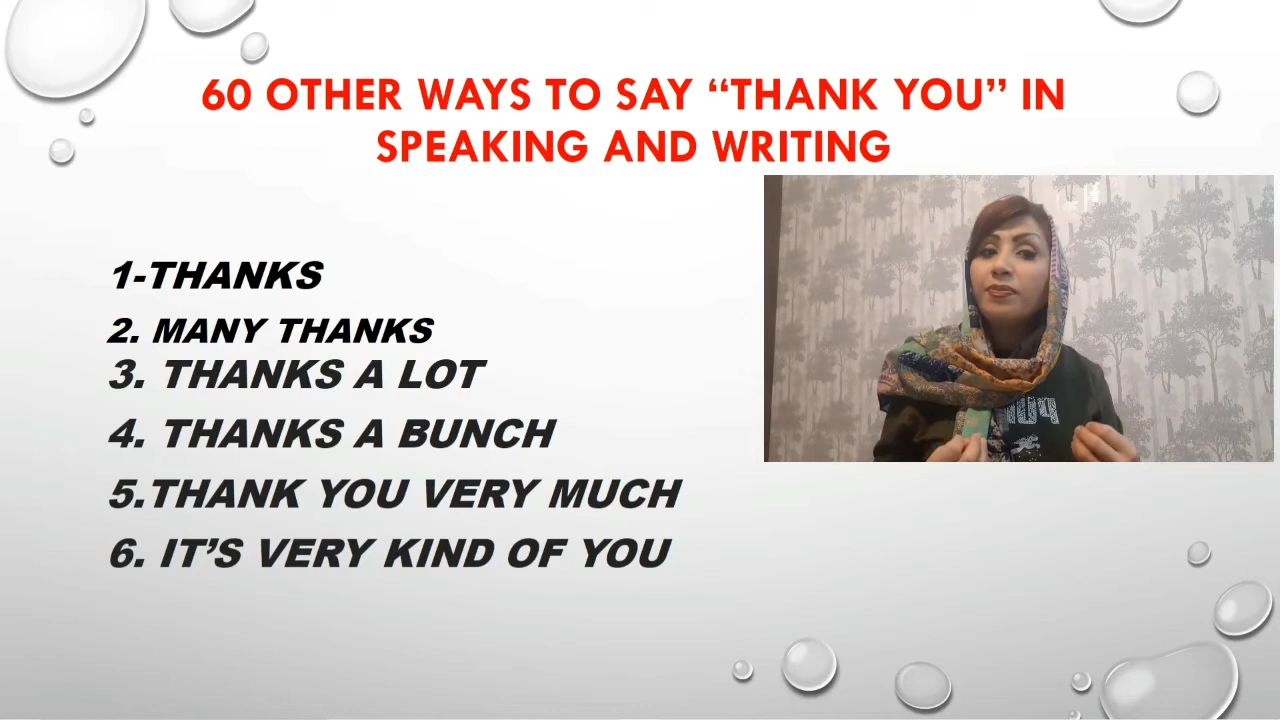 60 OTHER WAYS TO SAY “THANK YOU” IN
SPEAKING AND WRITING
1-THANKS
2. MANY THANKS
3. THANKS A LOT
4. THANKS A BUNCH
5.THANK YOU VERY MUCH
6. IT’S VERY KIND OF YOU